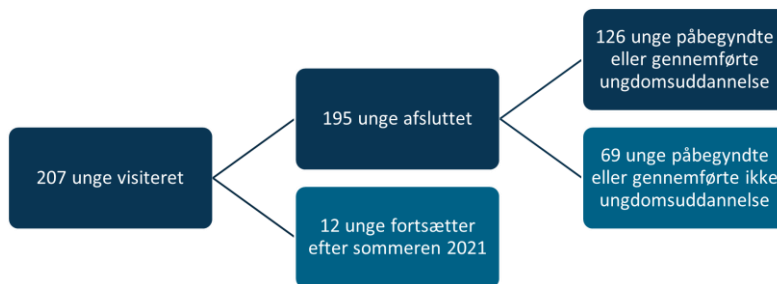 207 unge visiteret
195 unge afsluttet
12 unge fortsætter
efter sommeren 2021
126 unge påbegyndte
eller gennemførte
ungdomsuddannelse
69 unge påbegyndte
eller gennemførte ikke
ungdomsuddannelse